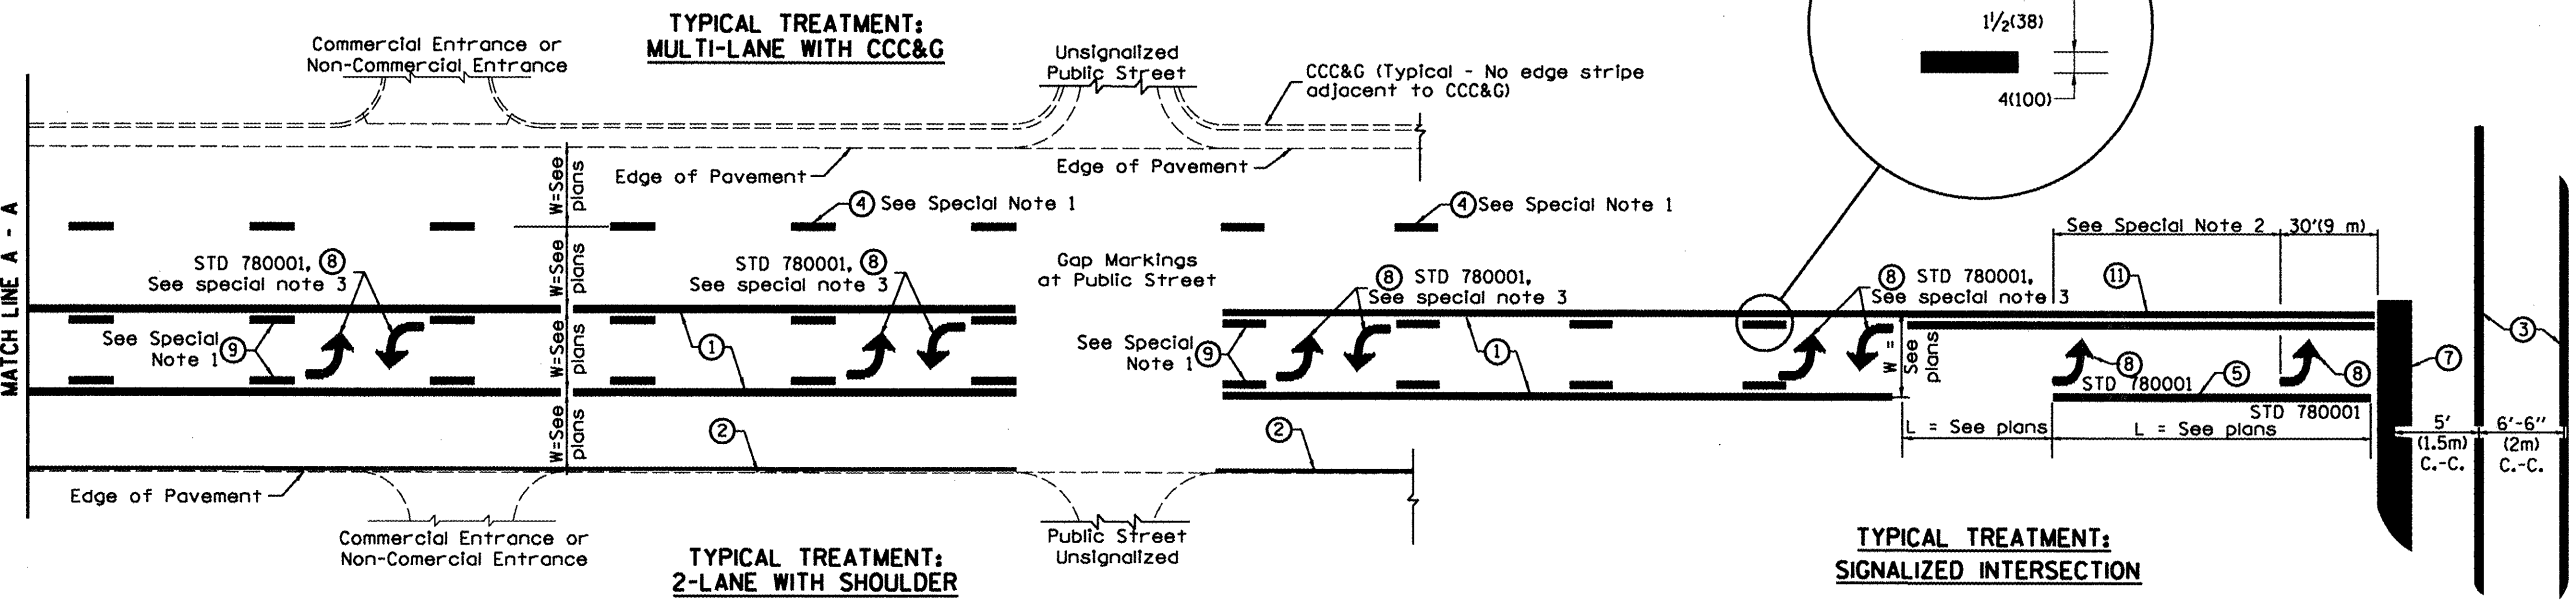 TYPICAL TREATMENT:
MULTI-LANE WITH CCC&G
Commercial Entrance or
Non-Commercial Entrance
Unsignalized
Public Street
CCC&G (Typical - No edge stripe
adjacent to CCC&G)
1½(38)
4(100)
MATCH LINE A - A
W=See
plans
Edge of Pavement
Edge of Pavement
4 See Special Note 1
4 See Special Note 1
W=See
plans
STD 780001, 8
See special note 3
STD 780001, 8
See special note 3
Gap Markings
at Public Street
8 STD 780001,
See special note 3
8 STD 780001,
See special note 3
See Special Note 2
30'(9 m)
11
See Special
Note 1
9
W=See
plans
1
See Special
Note 1
9
1
W =
See
plans
8
STD 780001
5
8
7
3
STD 780001
W=See
plans
2
2
L = See plans
L = See plans
5'
(1.5m)
C.-C.
6'-6"
(2m)
C.-C.
Edge of Pavement
Commercial Entrance or
Non-Comercial Entrance
Public Street
Unsignalized
TYPICAL TREATMENT:
2-LANE WITH SHOULDER
TYPICAL TREATMENT:
SIGNALIZED INTERSECTION